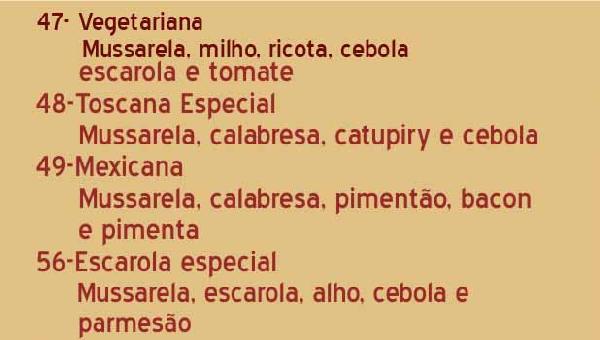 47- Vegetariana
Mussarela, milho, ricota, cebola
escarola e tomate
48-Toscana Especial
Mussarela, calabresa, catupiry e cebola
49-Mexicana
Mussarela, calabresa, pimentão, bacon
e pimenta
56-Escarola especial
Mussarela, escarola, alho, cebola e
parmesão